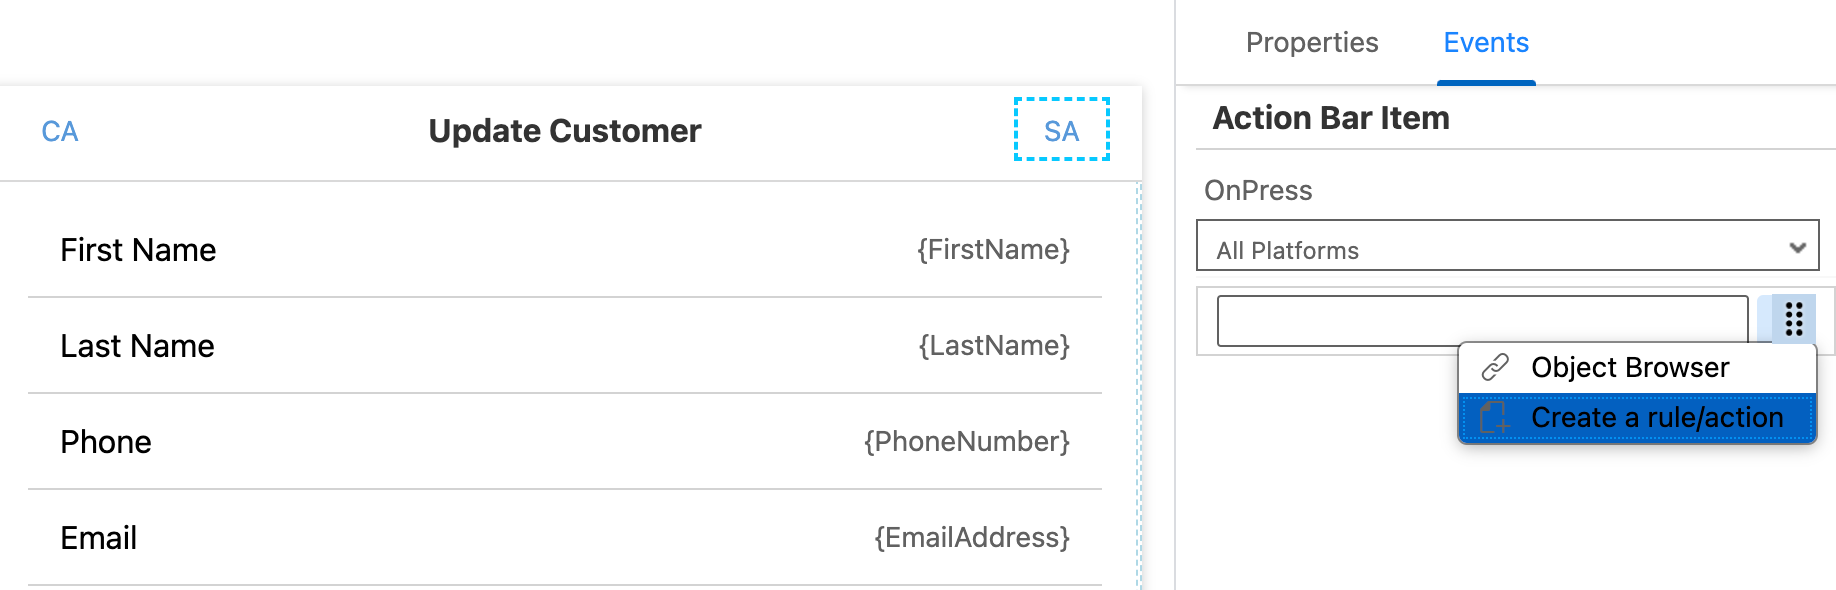 Properties Events
CA Update Customer SA
Action Bar Item
OnPress
All Platforms
First Name {FirstName}
Last Name {LastName}
Phone {PhoneNumber}
Email {EmailAddress}
Object Browser
Create a rule/action